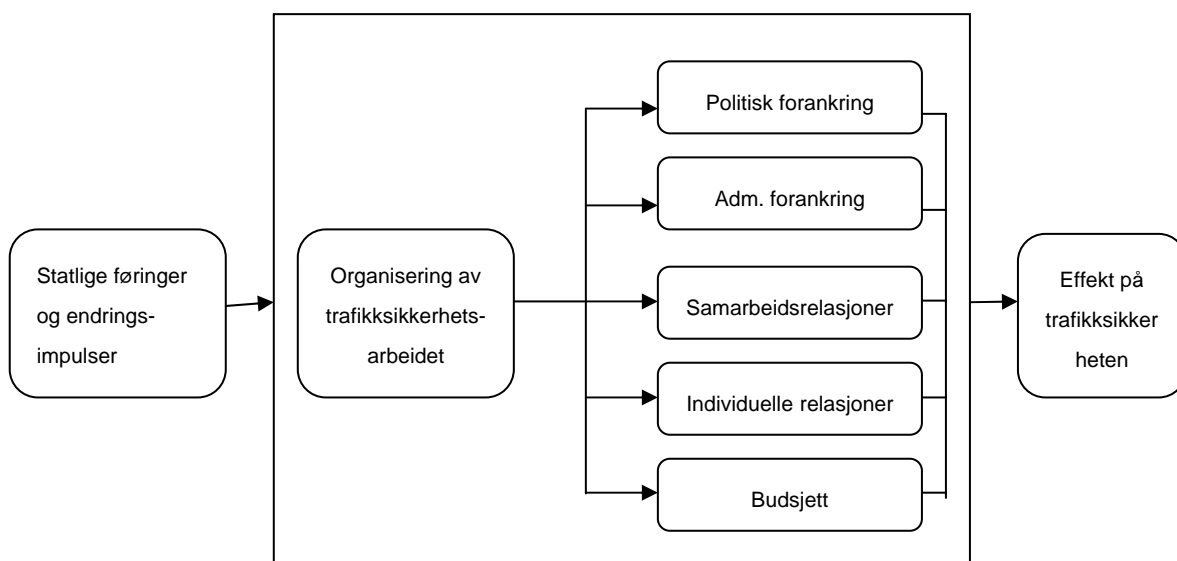 Statlige føringer
og endrings-
impulser
Organisering av
trafikksikkerhets-
arbeidet
Politisk forankring
Adm. forankring
Samarbeidsrelasjoner
Individuelle relasjoner
Budsjett
Effekt på
trafikksikker
heten